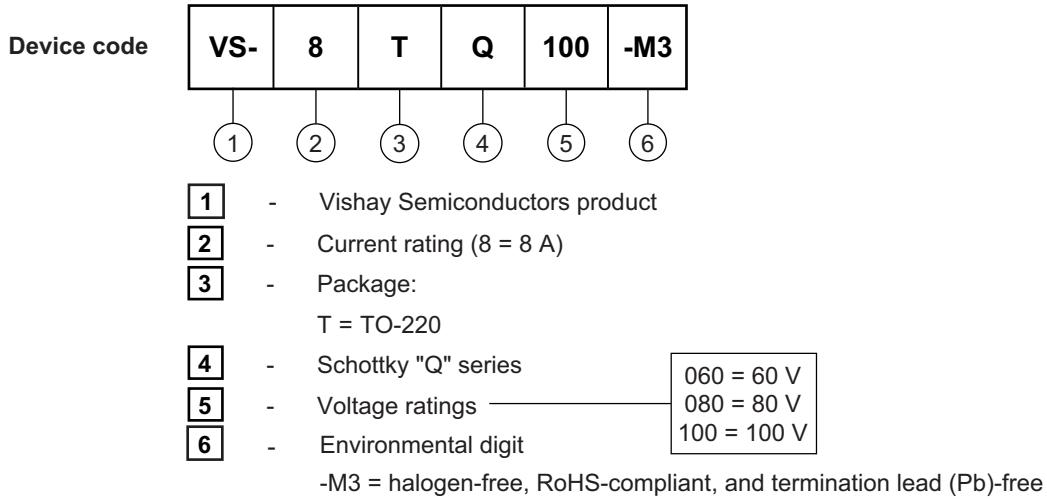 Device code VS- 8 T Q 100 -M3
1 2 3 4 5 6
1 - Vishay Semiconductors product
2 - Current rating (8 = 8 A)
3 - Package:
T = TO-220
4 - Schottky "Q" series
5 - Voltage ratings
060 = 60 V
080 = 80 V
100 = 100 V
6 - Environmental digit
-M3 = halogen-free, RoHS-compliant, and termination lead (Pb)-free